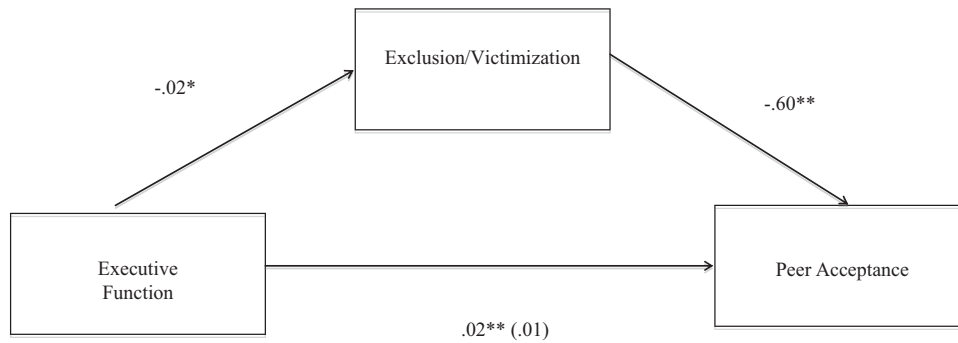 Exclusion/Victimization
-.02*
-.60**
Executive
Function
Peer Acceptance
.02** (.01)